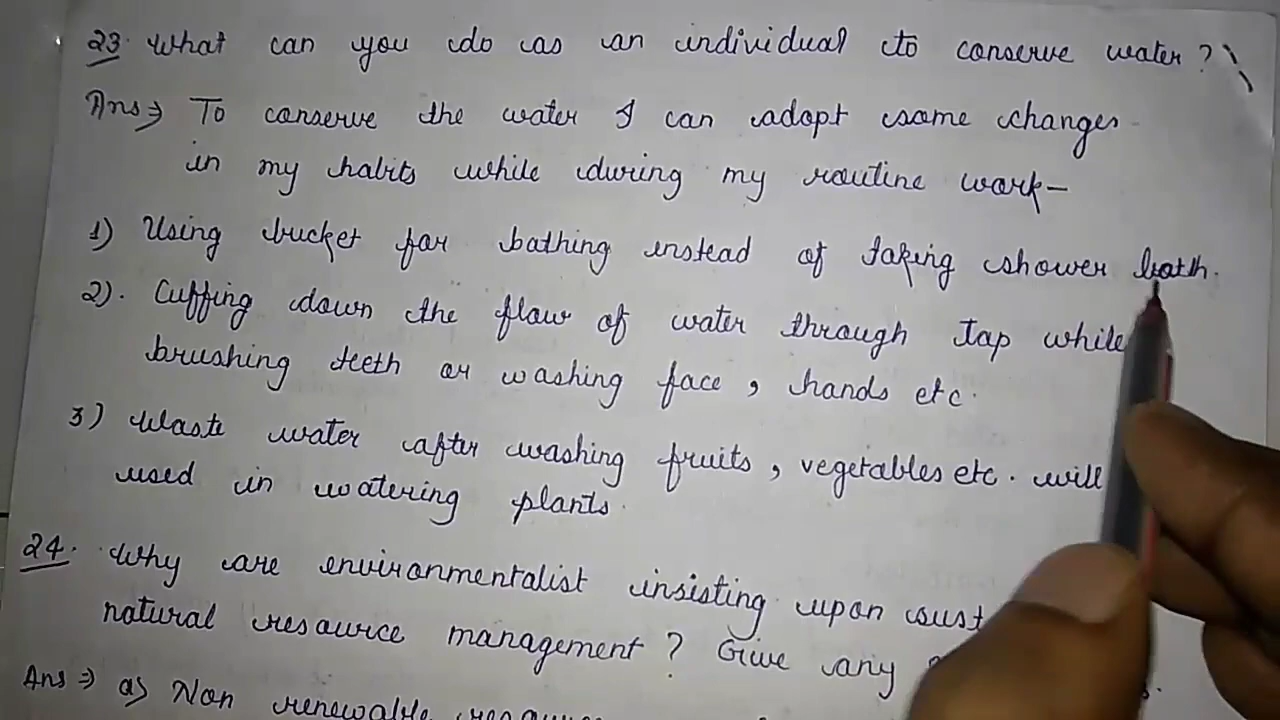 23. What can you do as an individual to conserve water?
Ans ⇒ To conserve the water I can adopt some changes
in my habits while during my routine work-
1) Using bucket for bathing instead of taking shower bath.
2). Cutting down the flow of water through tap while
brushing teeth or washing face, hands etc.
3) Waste water after washing fruits, vegetables etc. will
used in watering plants.
24. Why are environmentalist insisting upon
natural resource management? Give any
Ans ⇒ a) Non renewable